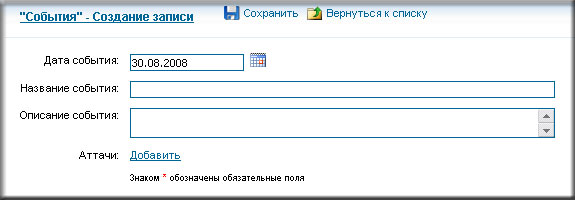 "События" - Создание записи Сохранить Вернуться к списку
Дата события: 30.08.2008
Название события:
Описание события:
Аттачи: Добавить
Знаком * обозначены обязательные поля